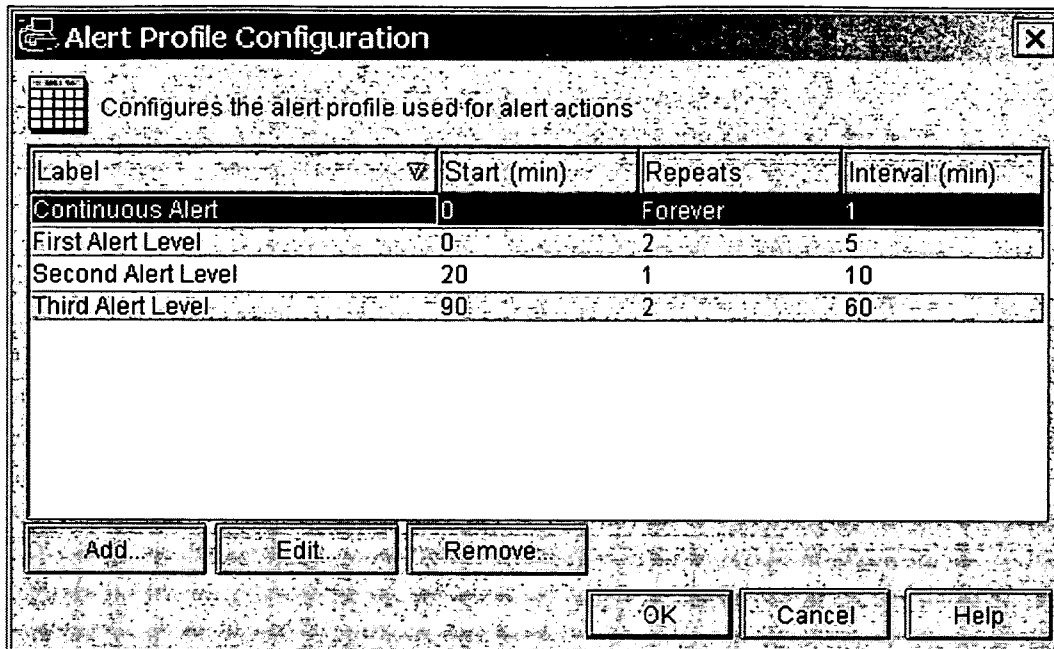 Alert Profile Configuration
Configures the alert profile used for alert actions
Label Start (min) Repeats Interval (min)
Continuous Alert 0 Forever 1
First Alert Level 0 2 5
Second Alert Level 20 1 10
Third Alert Level 90 2 60
Add... Edit... Remove...
OK Cancel Help